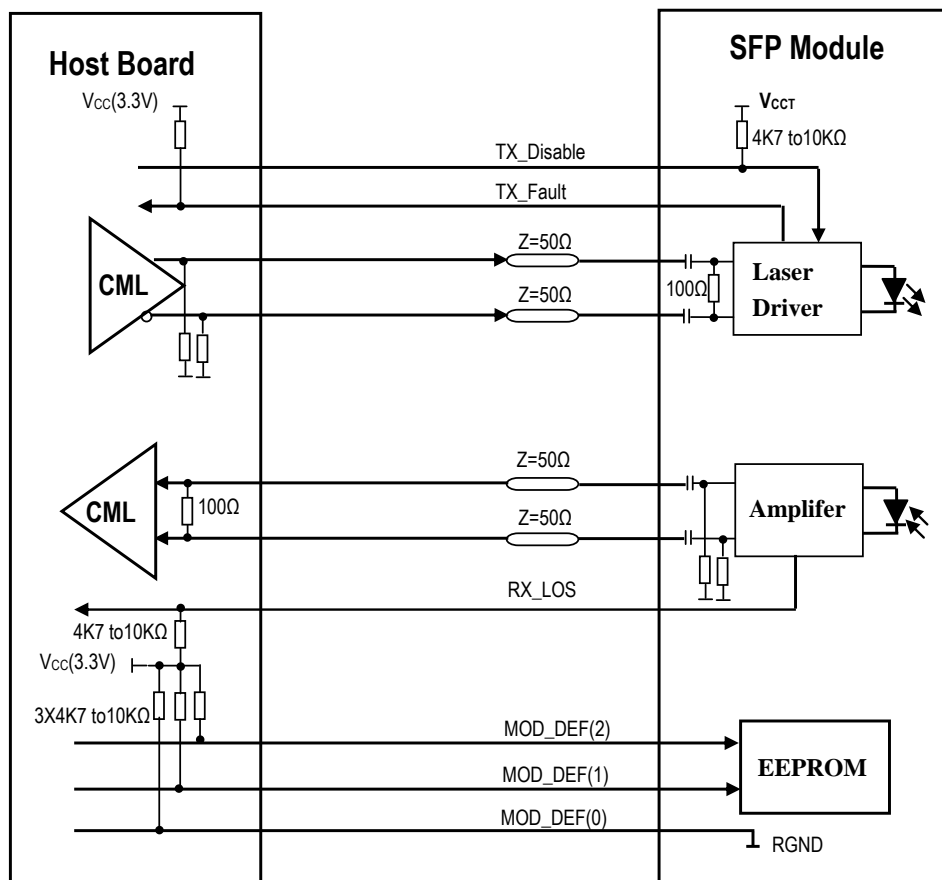 Host Board
SFP Module
VCC(3.3V)
VCCT
4K7 to10KΩ
TX_Disable
TX_Fault
Z=50Ω
CML
100Ω
Laser
Driver
Z=50Ω
Z=50Ω
CML
100Ω
Amplifer
Z=50Ω
RX_LOS
4K7 to10KΩ
VCC(3.3V)
3X4K7 to10KΩ
MOD_DEF(2)
EEPROM
MOD_DEF(1)
MOD_DEF(0)
RGND